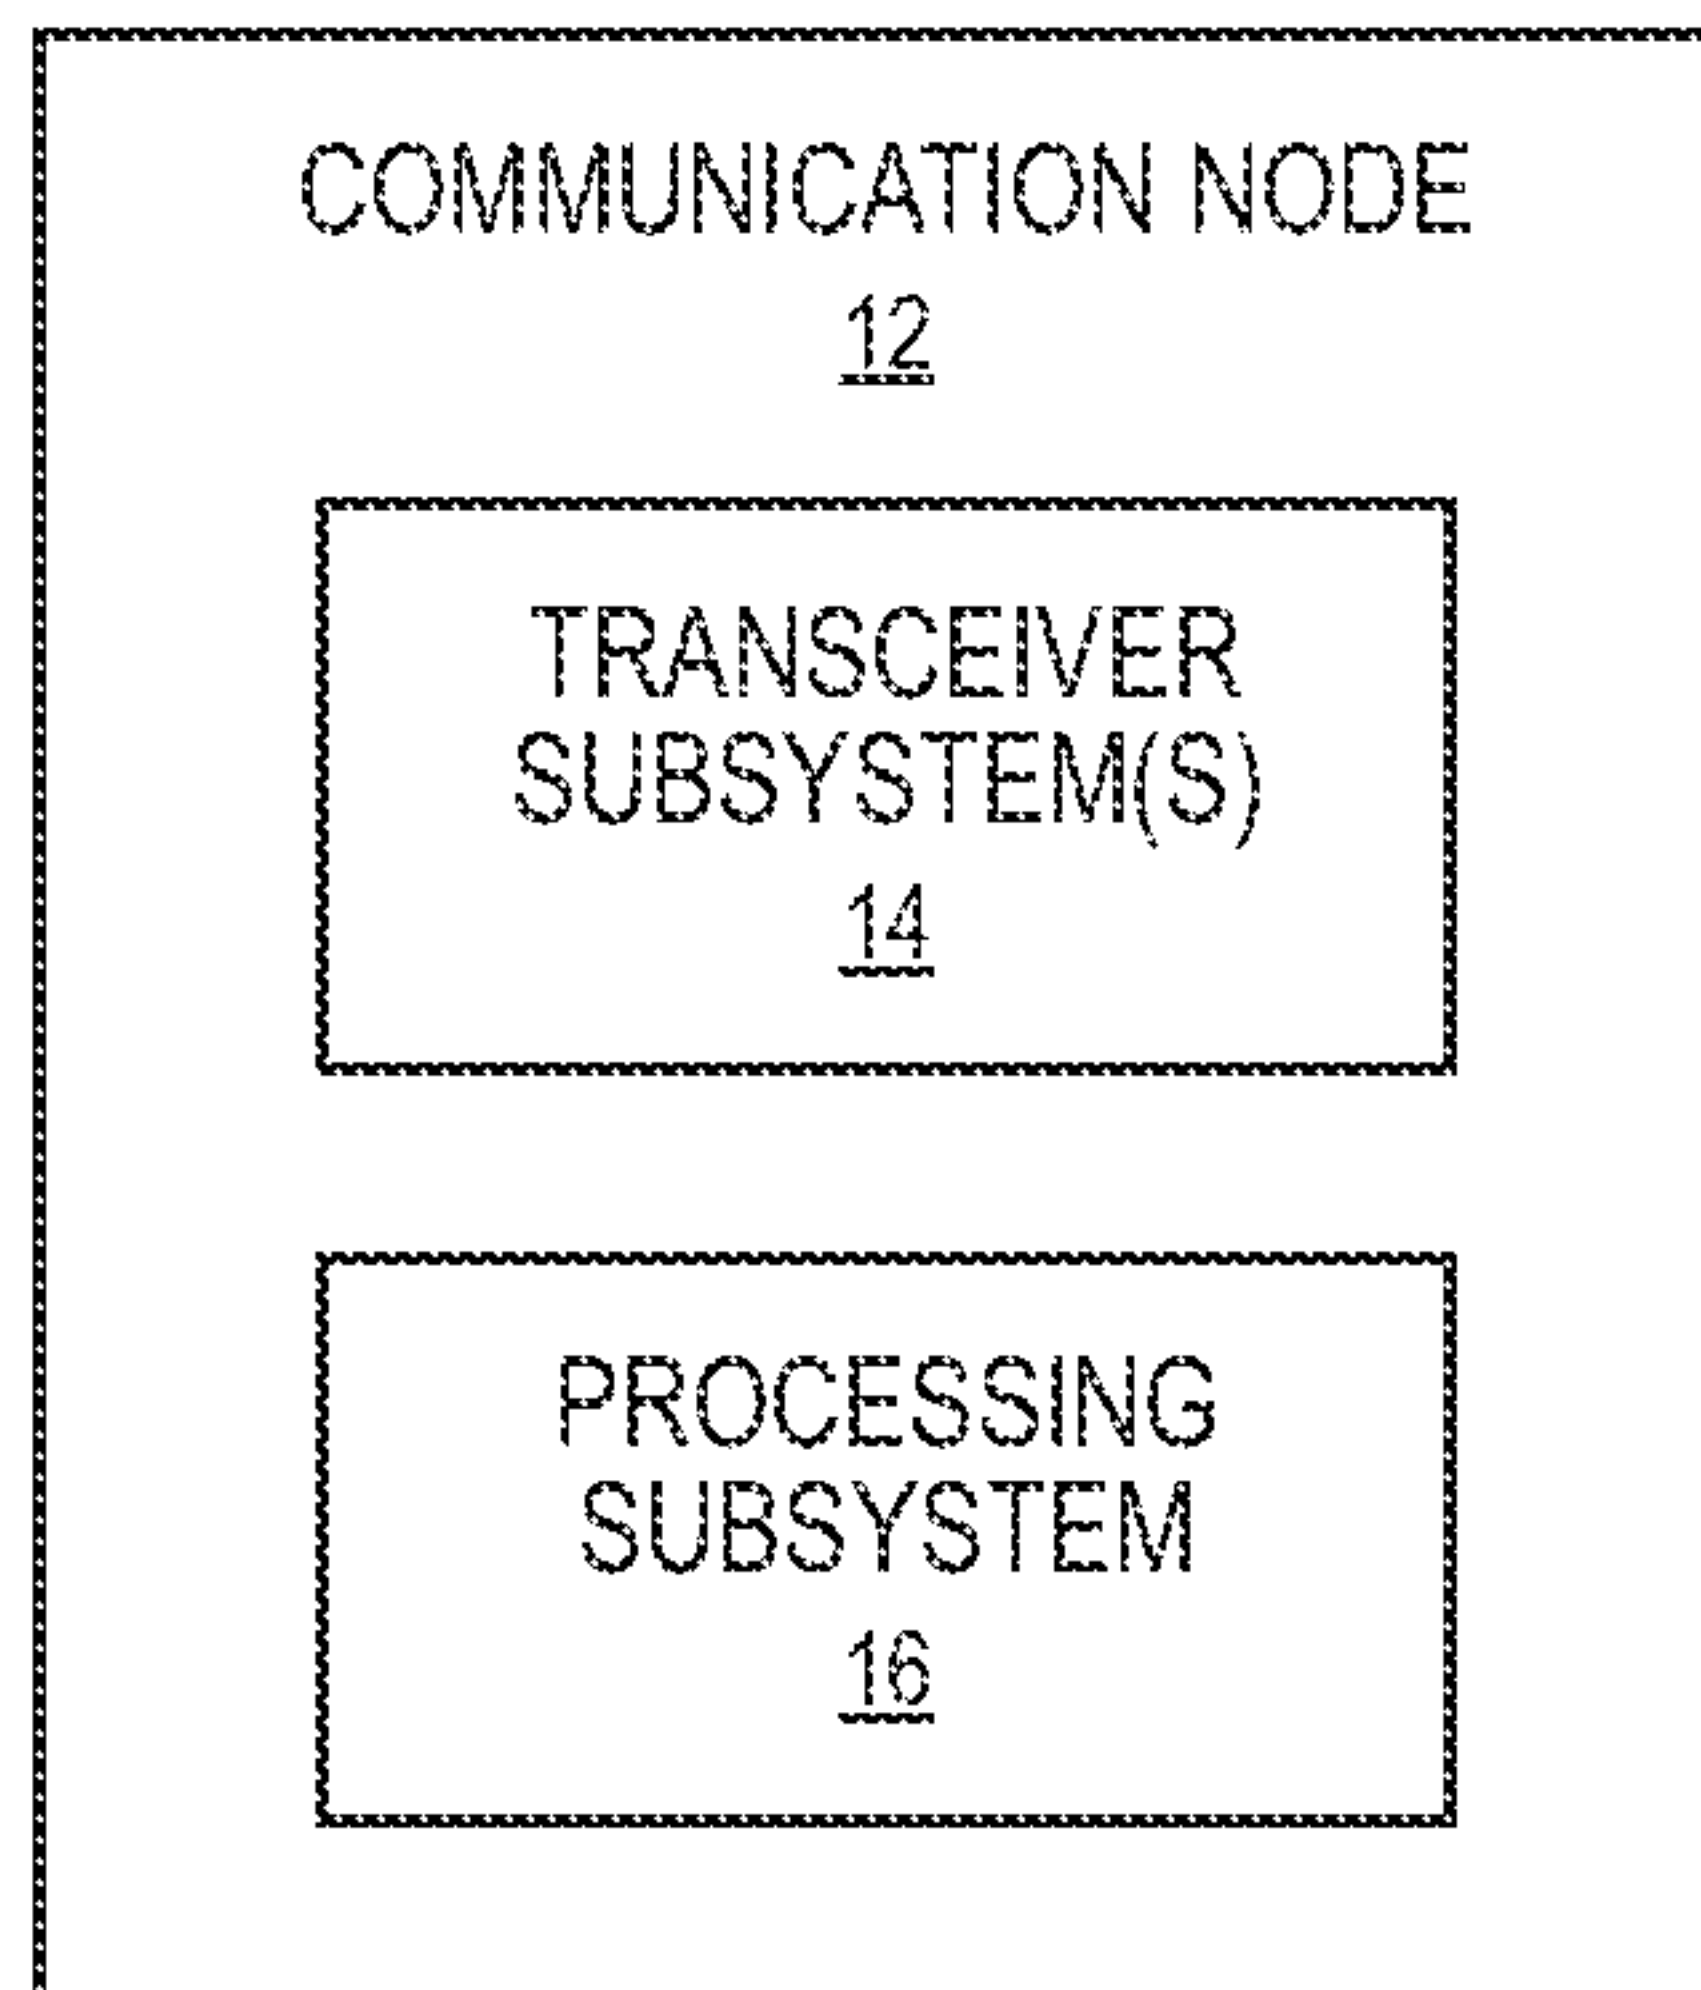 COMMUNICATION NODE
12
TRANSCEIVER
SUBSYSTEM(S)
14
PROCESSING
SUBSYSTEM
16